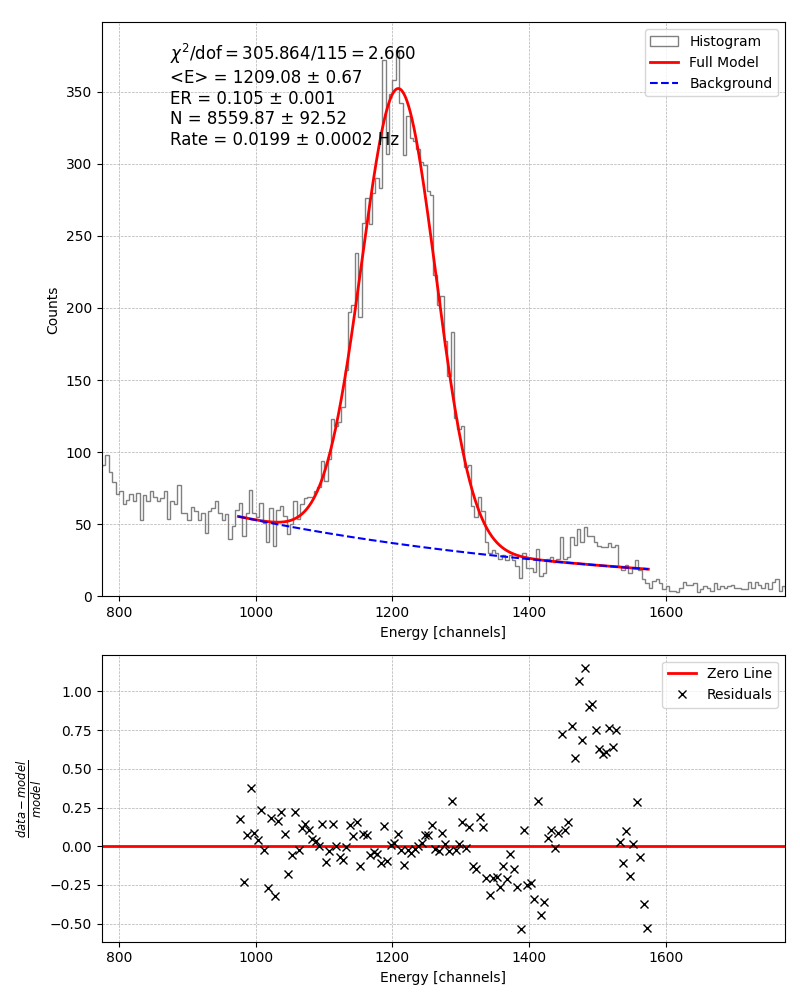 χ²/dof = 305.864/115 = 2.660
<E> = 1209.08 ± 0.67
ER = 0.105 ± 0.001
N = 8559.87 ± 92.52
Rate = 0.0199 ± 0.0002 Hz
Histogram
Full Model
Background
350
300
250
200
150
100
50
0
Counts
800
1000
1200
1400
1600
Energy [channels]
Zero Line
Residuals
1.00
0.75
0.50
0.25
0.00
−0.25
−0.50
data − model
model
800
1000
1200
1400
1600
Energy [channels]